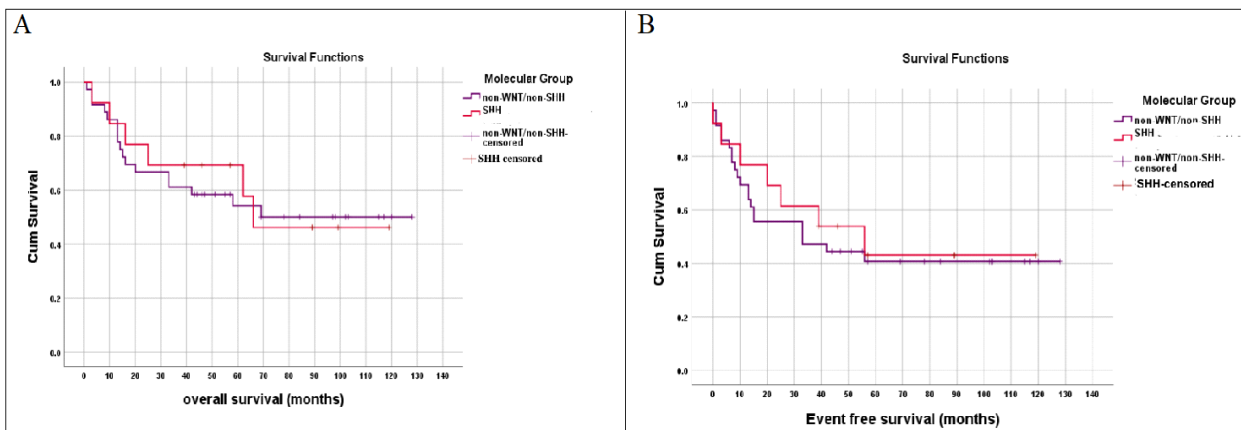 A
Survival Functions
Cum Survival
1.0
0.8
0.6
0.4
0.2
0.0
0 10 20 30 40 50 60 70 80 90 100 110 120 130 140
overall survival (months)
Molecular Group
non-WNT/non-SHH
SHH
non-WNT/non-SHH-
censored
SHH censored
B
Survival Functions
Cum Survival
1.0
0.8
0.6
0.4
0.2
0.0
0 10 20 30 40 50 60 70 80 90 100 110 120 130 140
Event free survival (months)
Molecular Group
non-WNT/non-SHH
SHH
non-WNT/non-SHH-
censored
'SHH-censored